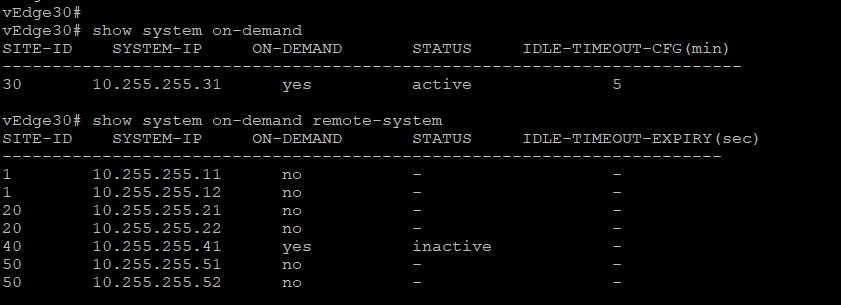 vEdge30#
vEdge30# show system on-demand
SITE-ID    SYSTEM-IP     ON-DEMAND       STATUS     IDLE-TIMEOUT-CFG(min)
--------------------------------------------------------------------------
30       10.255.255.31      yes          active              5
vEdge30# show system on-demand remote-system
SITE-ID    SYSTEM-IP     ON-DEMAND       STATUS     IDLE-TIMEOUT-EXPIRY(sec)
------------------------------------------------------------------------
1        10.255.255.11      no           -                   -
1        10.255.255.12      no           -                   -
20       10.255.255.21      no           -                   -
20       10.255.255.22      no           -                   -
40       10.255.255.41      yes          inactive            -
50       10.255.255.51      no           -                   -
50       10.255.255.52      no           -                   -